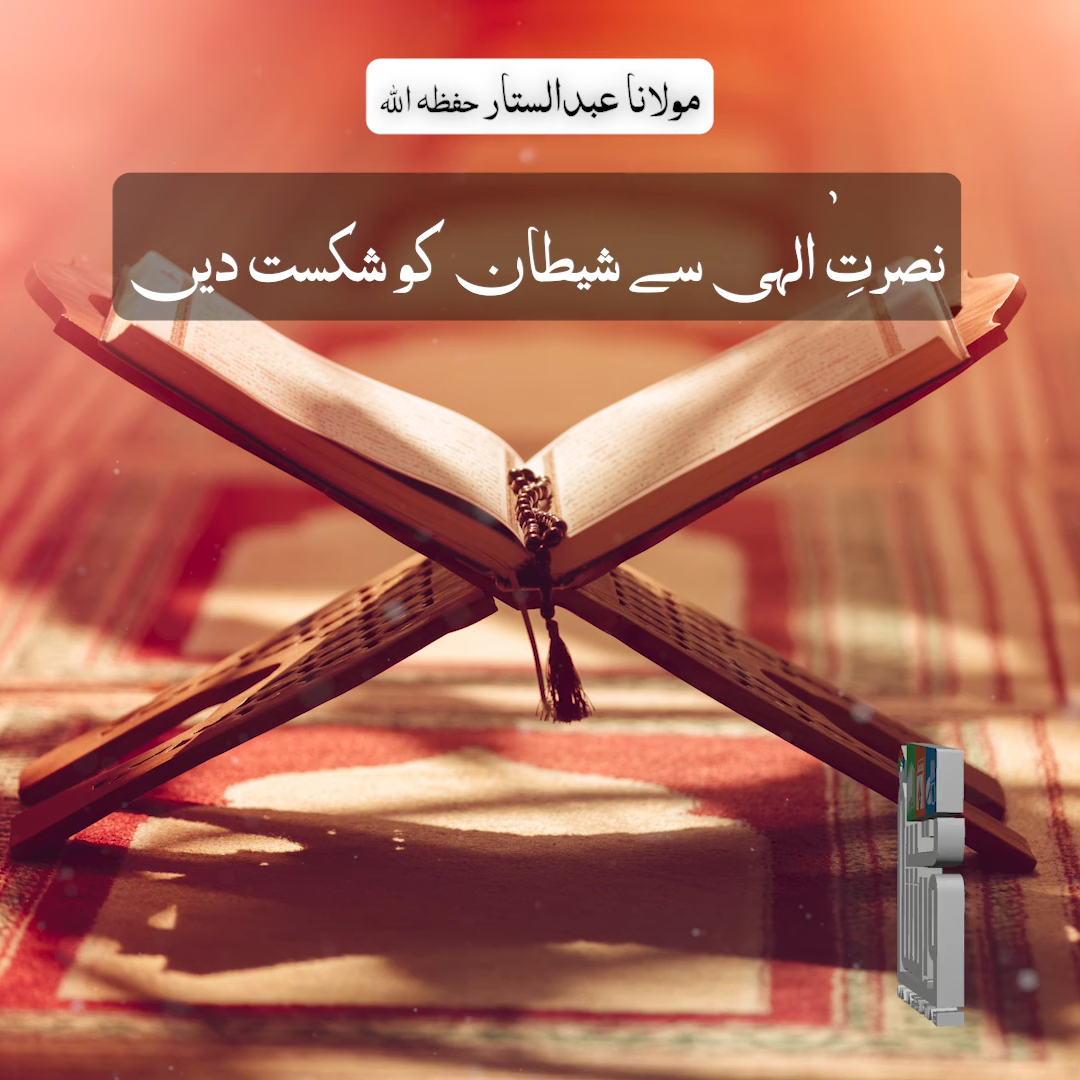 مولانا عبدالستار حفظہ اللہ
نصرتِ الٰہی سے شیطان کو شکست دیں